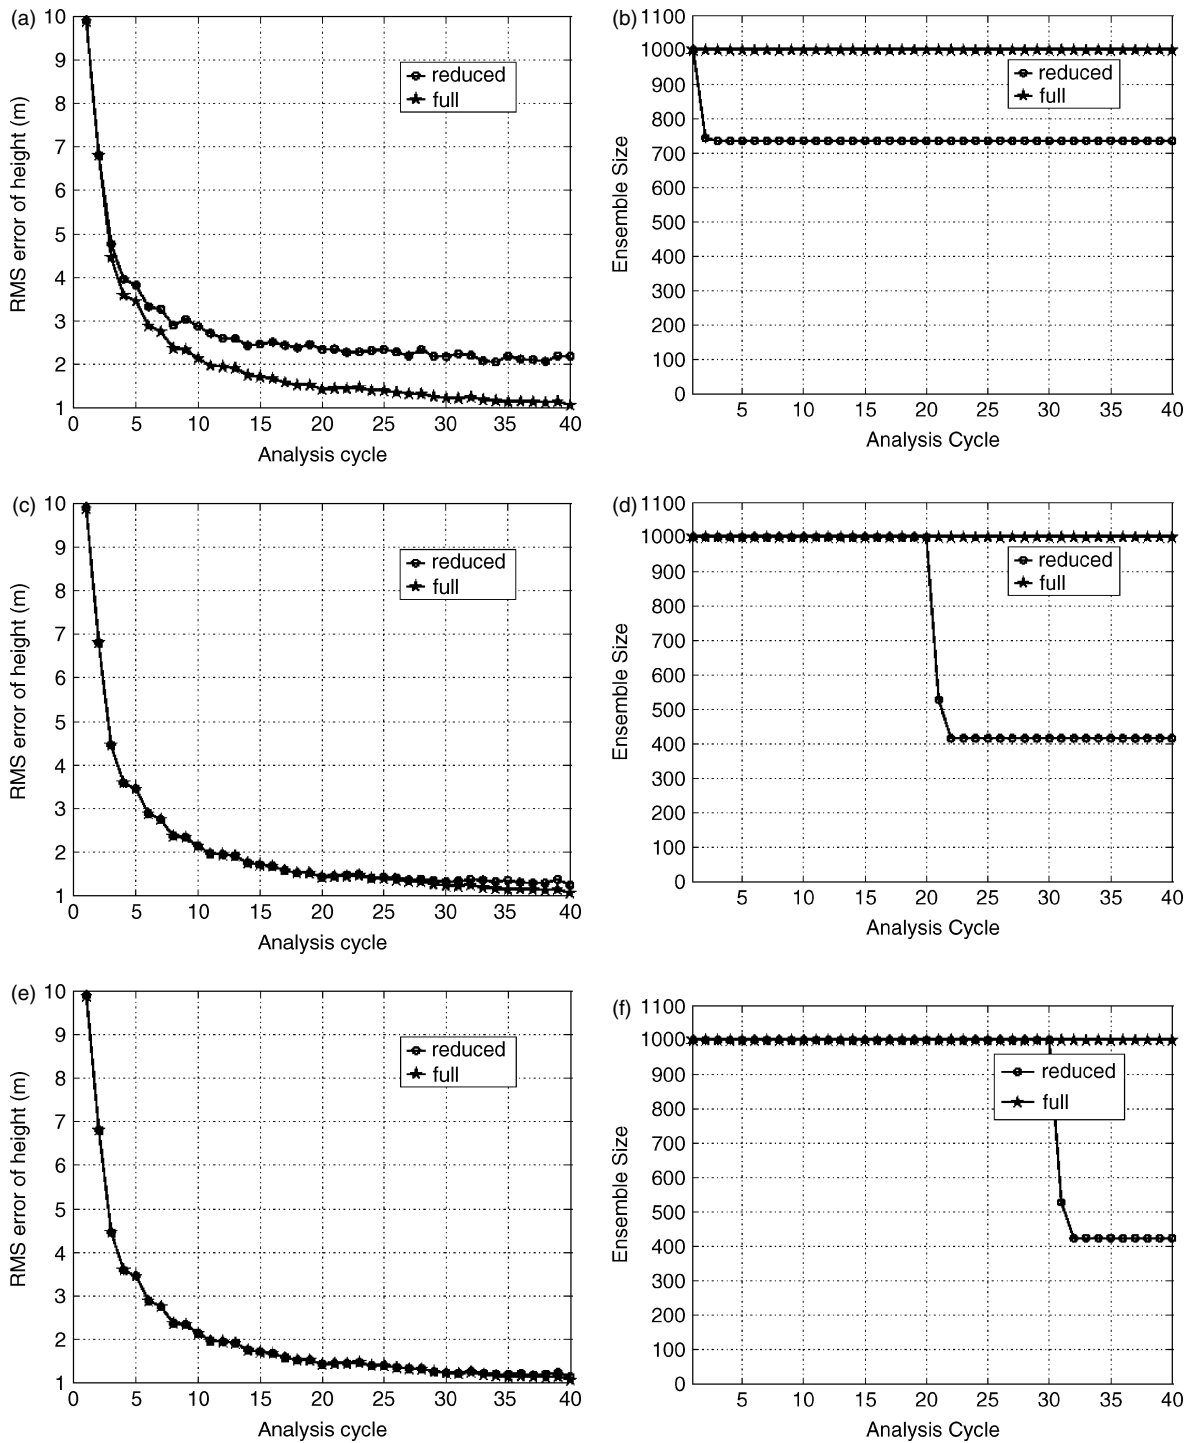 (a)
10
9
8
7
6
5
4
3
2
1
RMS error of height (m)
reduced
full
0 5 10 15 20 25 30 35 40
Analysis cycle
(b)
1100
1000
900
800
700
600
500
400
300
200
100
0
Ensemble Size
reduced
full
5 10 15 20 25 30 35 40
Analysis Cycle
(c)
10
9
8
7
6
5
4
3
2
1
RMS error of height (m)
reduced
full
0 5 10 15 20 25 30 35 40
Analysis cycle
(d)
1100
1000
900
800
700
600
500
400
300
200
100
0
Ensemble Size
reduced
full
5 10 15 20 25 30 35 40
Analysis Cycle
(e)
10
9
8
7
6
5
4
3
2
1
RMS error of height (m)
reduced
full
0 5 10 15 20 25 30 35 40
Analysis cycle
(f)
1100
1000
900
800
700
600
500
400
300
200
100
0
Ensemble Size
reduced
full
5 10 15 20 25 30 35 40
Analysis Cycle